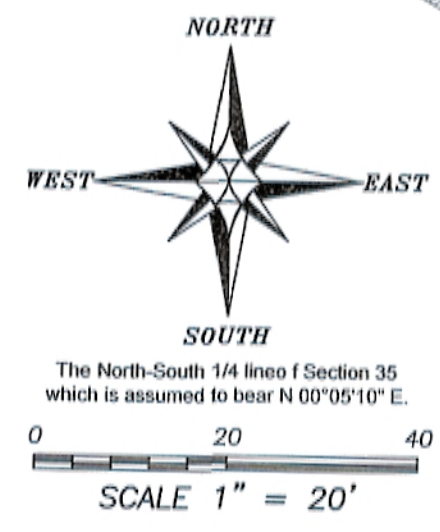 NORTH
WEST EAST
SOUTH
The North-South 1/4 lineo f Section 35
which is assumed to bear N 00°05'10" E.
0 20 40
SCALE 1" = 20'